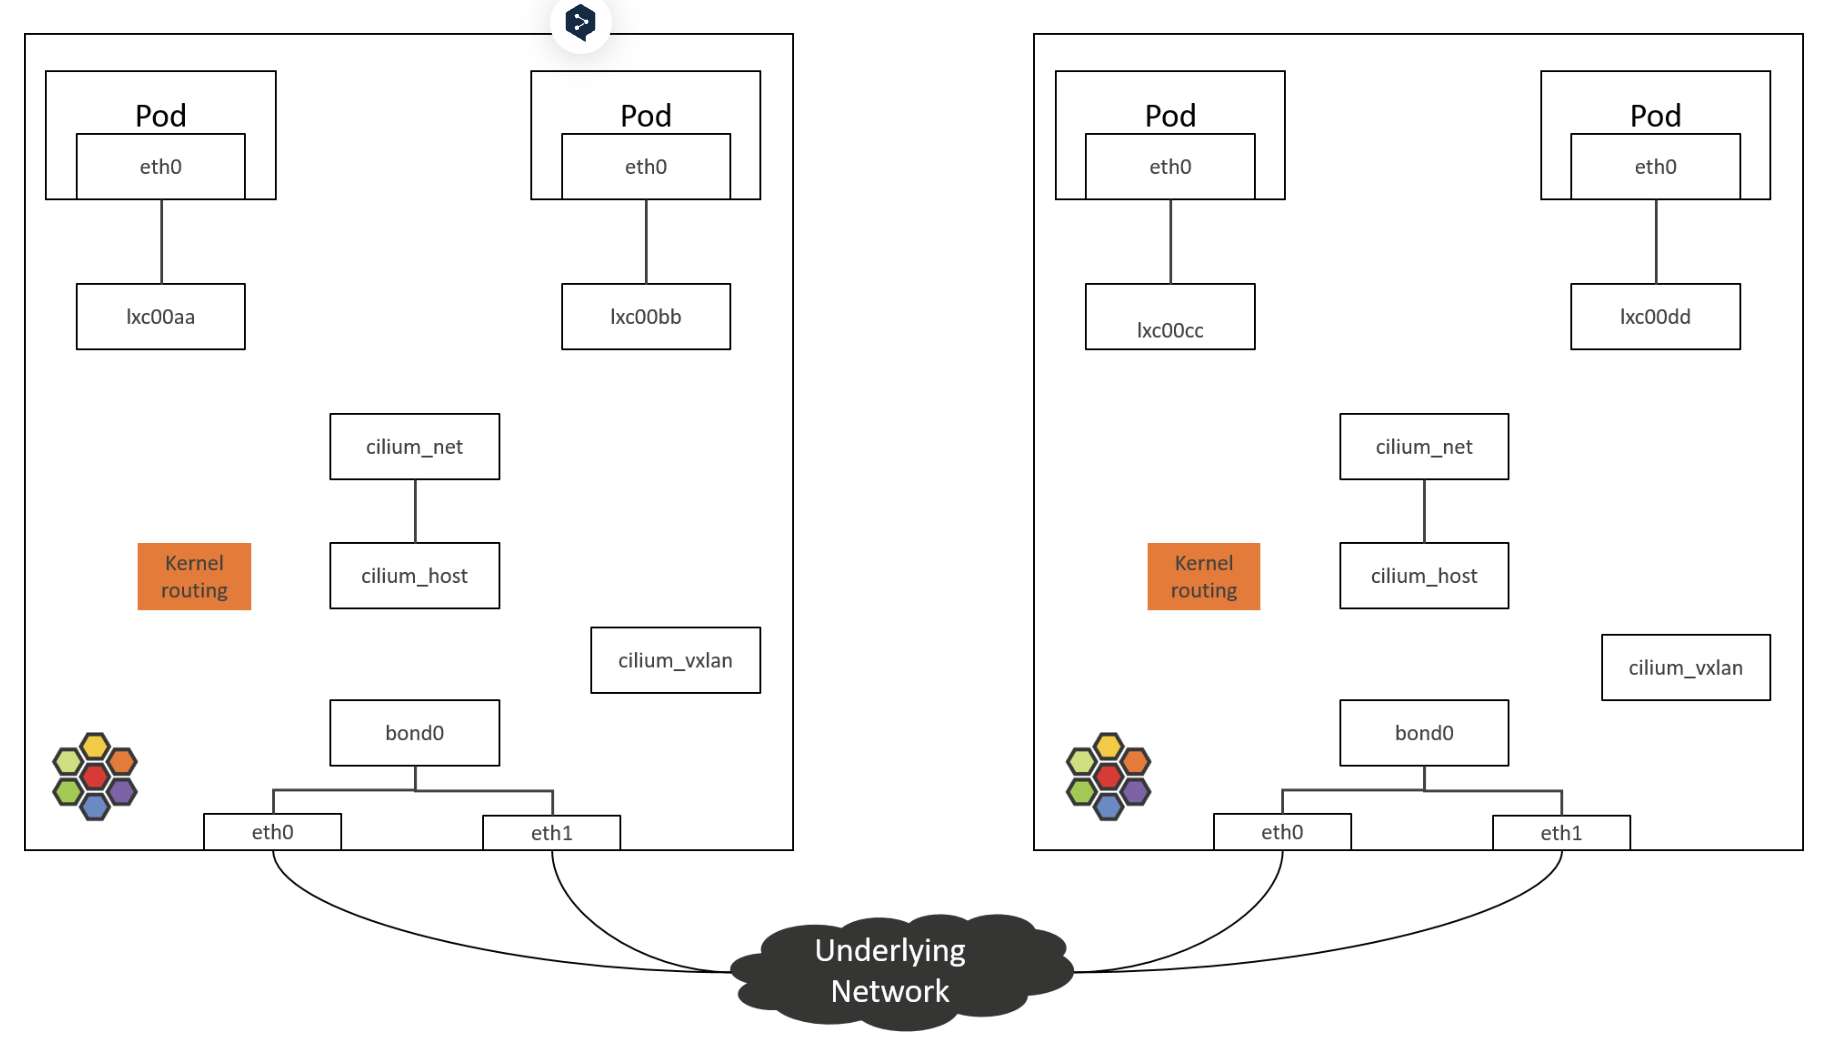 Pod
eth0
lxc00aa
Pod
eth0
lxc00bb
cilium_net
cilium_host
Kernel
routing
cilium_vxlan
bond0
eth0
eth1
Pod
eth0
lxc00cc
Pod
eth0
lxc00dd
cilium_net
cilium_host
Kernel
routing
cilium_vxlan
bond0
eth0
eth1
Underlying
Network